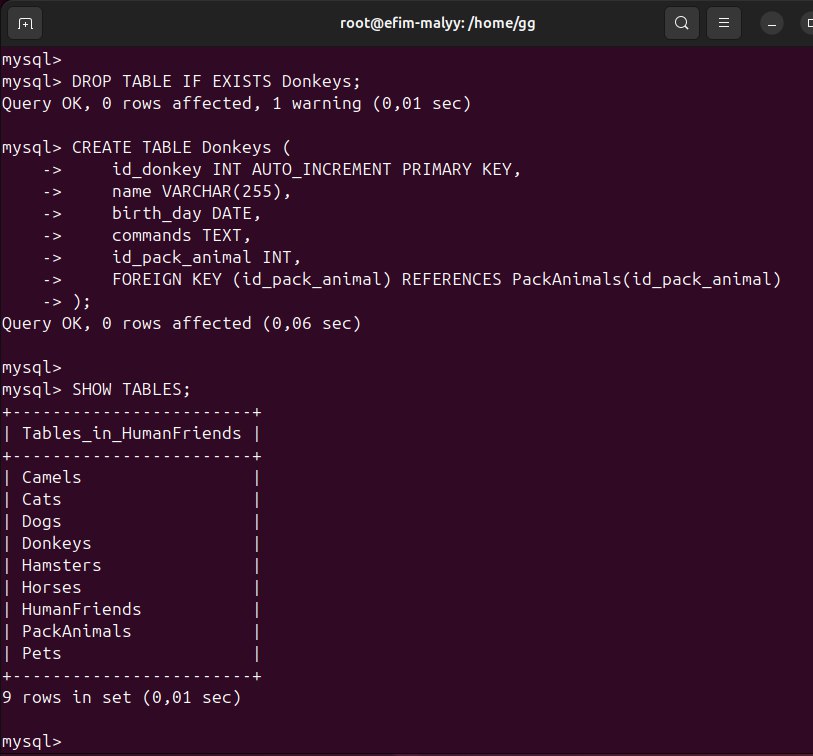 root@efim-malyy: /home/gg
mysql>
mysql> DROP TABLE IF EXISTS Donkeys;
Query OK, 0 rows affected, 1 warning (0,01 sec)
mysql> CREATE TABLE Donkeys (
    ->     id_donkey INT AUTO_INCREMENT PRIMARY KEY,
    ->     name VARCHAR(255),
    ->     birth_day DATE,
    ->     commands TEXT,
    ->     id_pack_animal INT,
    ->     FOREIGN KEY (id_pack_animal) REFERENCES PackAnimals(id_pack_animal)
    -> );
Query OK, 0 rows affected (0,06 sec)
mysql>
mysql> SHOW TABLES;
+------------------------+
| Tables_in_HumanFriends |
+------------------------+
| Camels                 |
| Cats                   |
| Dogs                   |
| Donkeys                |
| Hamsters               |
| Horses                 |
| HumanFriends           |
| PackAnimals            |
| Pets                   |
+------------------------+
9 rows in set (0,01 sec)
mysql>